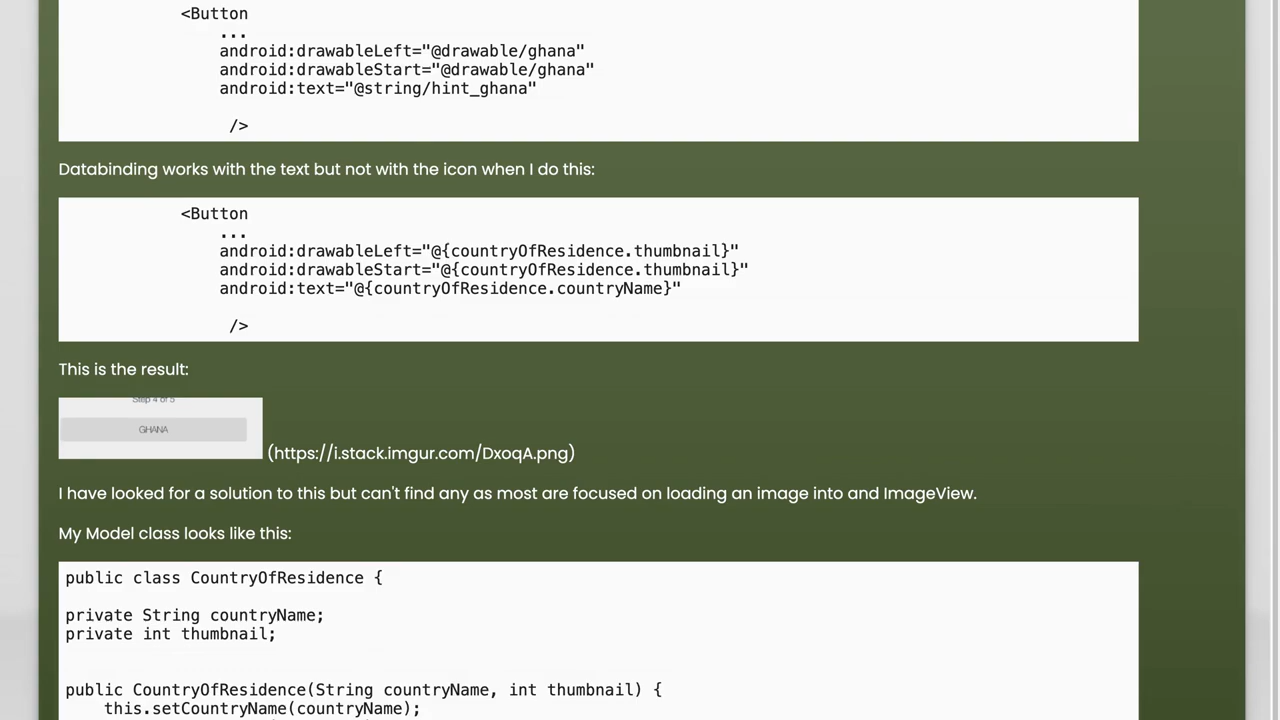 <Button
...
android:drawableLeft="@drawable/ghana"
android:drawableStart="@drawable/ghana"
android:text="@string/hint_ghana"
/>
Databinding works with the text but not with the icon when I do this:
<Button
...
android:drawableLeft="@{countryOfResidence.thumbnail}"
android:drawableStart="@{countryOfResidence.thumbnail}"
android:text="@{countryOfResidence.countryName}"
/>
This is the result:
Step 4 of 5
GHANA
(https://i.stack.imgur.com/DxoqA.png)
I have looked for a solution to this but can't find any as most are focused on loading an image into and ImageView.
My Model class looks like this:
public class CountryOfResidence {
private String countryName;
private int thumbnail;
public CountryOfResidence(String countryName, int thumbnail) {
this.setCountryName(countryName);